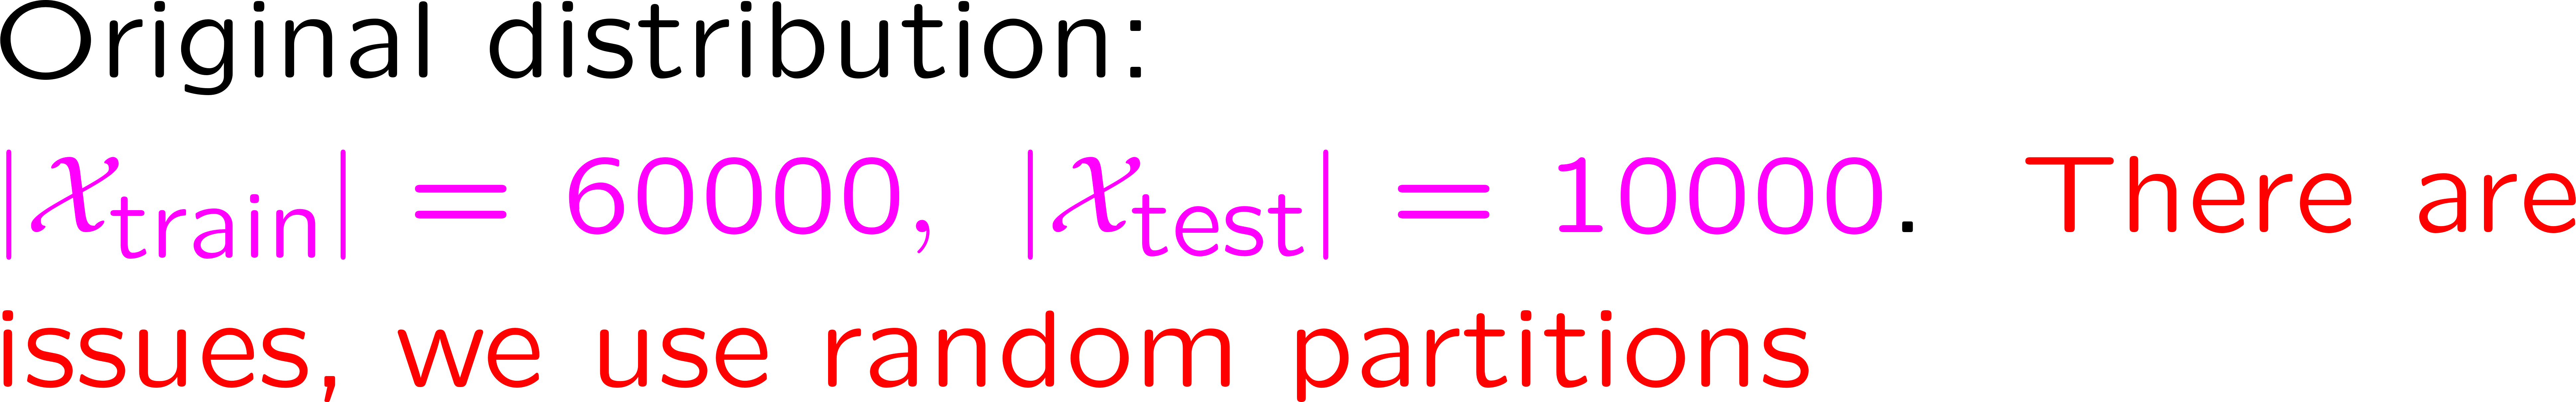 Original distribution:
|𝒳train| = 60000, |𝒳test| = 10000. There are
issues, we use random partitions